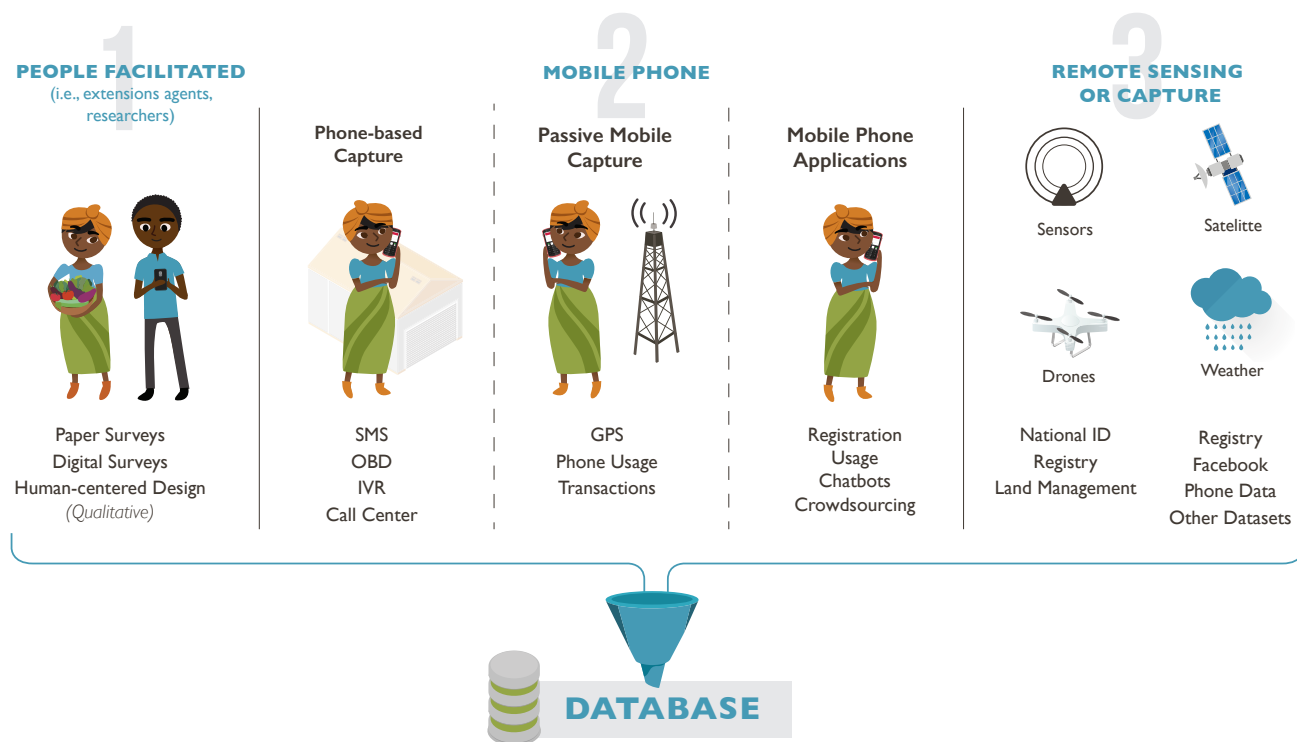 1
PEOPLE FACILITATED
(i.e., extensions agents,
researchers)
Paper Surveys
Digital Surveys
Human-centered Design
(Qualitative)
2
MOBILE PHONE
Phone-based
Capture
SMS
OBD
IVR
Call Center
Passive Mobile
Capture
GPS
Phone Usage
Transactions
Mobile Phone
Applications
Registration
Usage
Chatbots
Crowdsourcing
3
REMOTE SENSING
OR CAPTURE
Sensors
Satelitte
Drones
Weather
National ID
Registry
Land Management
Registry
Facebook
Phone Data
Other Datasets
DATABASE